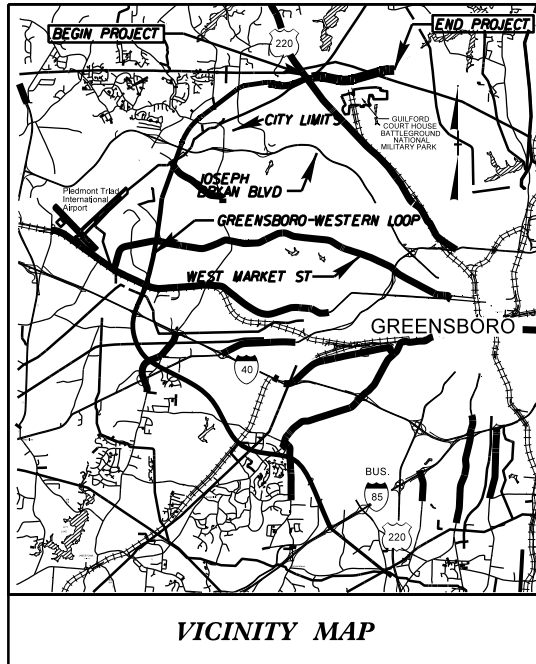 BEGIN PROJECT
END PROJECT
220
CITY LIMITS
GUILFORD
COURT HOUSE
BATTLEGROUND
NATIONAL
MILITARY PARK
JOSEPH
BRYAN BLVD
Piedmont Triad
International
Airport
GREENSBORO-WESTERN LOOP
WEST MARKET ST
GREENSBORO
40
BUS.
85
220
VICINITY MAP